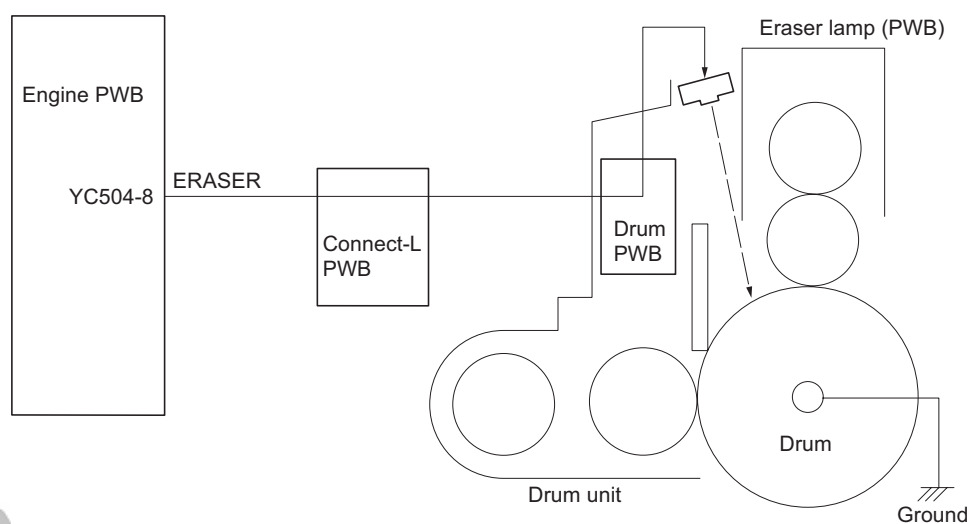 Eraser lamp (PWB)
Engine PWB
YC504-8
ERASER
Connect-L
PWB
Drum
PWB
Drum
Drum unit
Ground